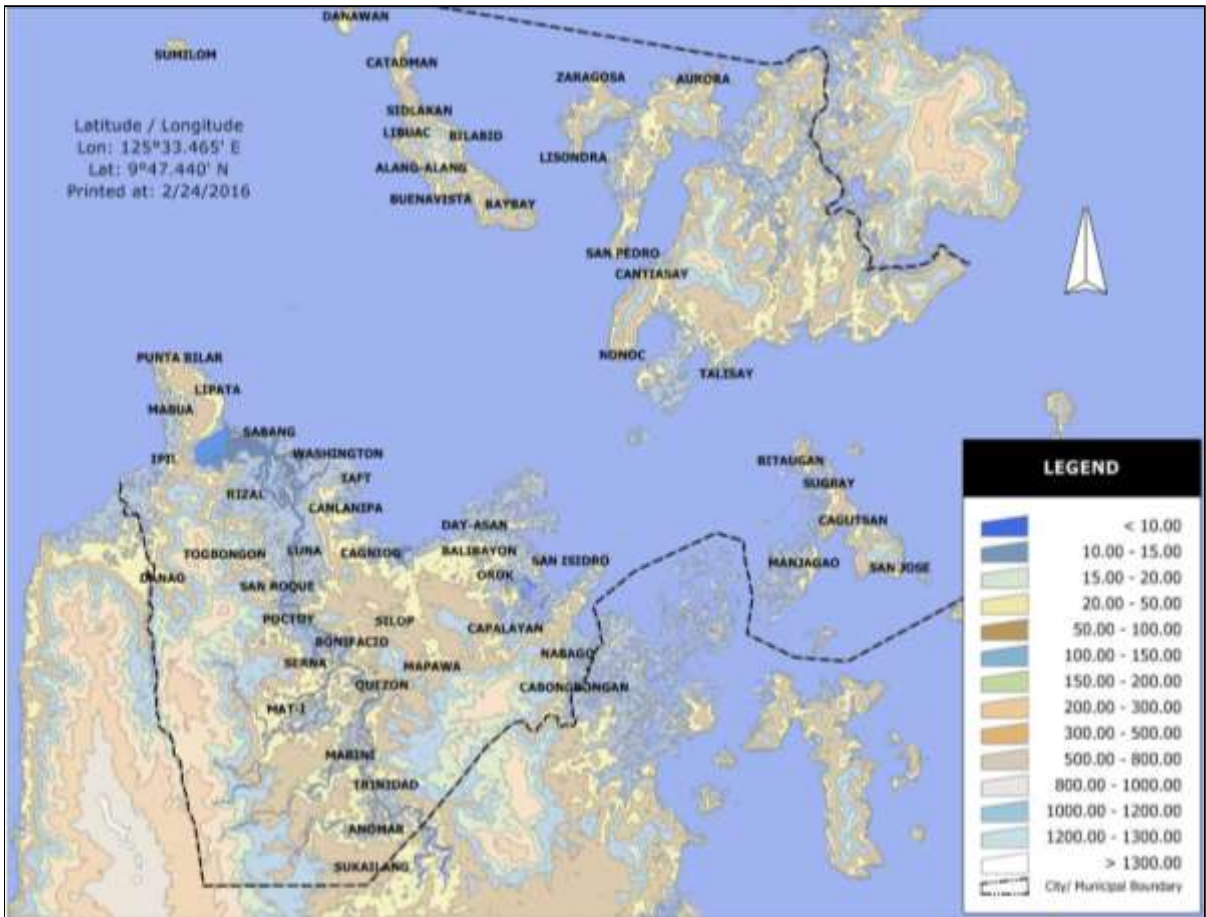 DANAWAN
SUMILOM
CATADMAN
ZARAGOSA
AURORA
SIDLAKAN
Latitude / Longitude
Lon: 125°33.465' E
Lat: 9°47.440' N
Printed at: 2/24/2016
LIBUAC
BILABID
LISONDRA
ALANG-ALANG
BUENAVISTA
BAYBAY
SAN PEDRO
CANTIASAY
NONOC
TALISAY
PUNTA BILAR
LIPATA
MABUA
SABANG
IPIL
WASHINGTON
TAFT
RIZAL
CANLANIPA
BITAUGAN
SUGBAY
CAGUTSAN
MANJAGAO
SAN JOSE
DAY-ASAN
TOGBONGON
LUNA
CAGNIOG
BALIBAYON
SAN ISIDRO
DANAO
SAN ROQUE
OROK
POCTOY
SILOP
CAPALAYAN
BONIFACIO
NABAGO
SERNA
MAPAWA
QUEZON
CABONGBONGAN
MAT-I
MABINI
TRINIDAD
ANOMAR
SUKAILANG
LEGEND
< 10.00
10.00 - 15.00
15.00 - 20.00
20.00 - 50.00
50.00 - 100.00
100.00 - 150.00
150.00 - 200.00
200.00 - 300.00
300.00 - 500.00
500.00 - 800.00
800.00 - 1000.00
1000.00 - 1200.00
1200.00 - 1300.00
> 1300.00
City/ Municipal Boundary